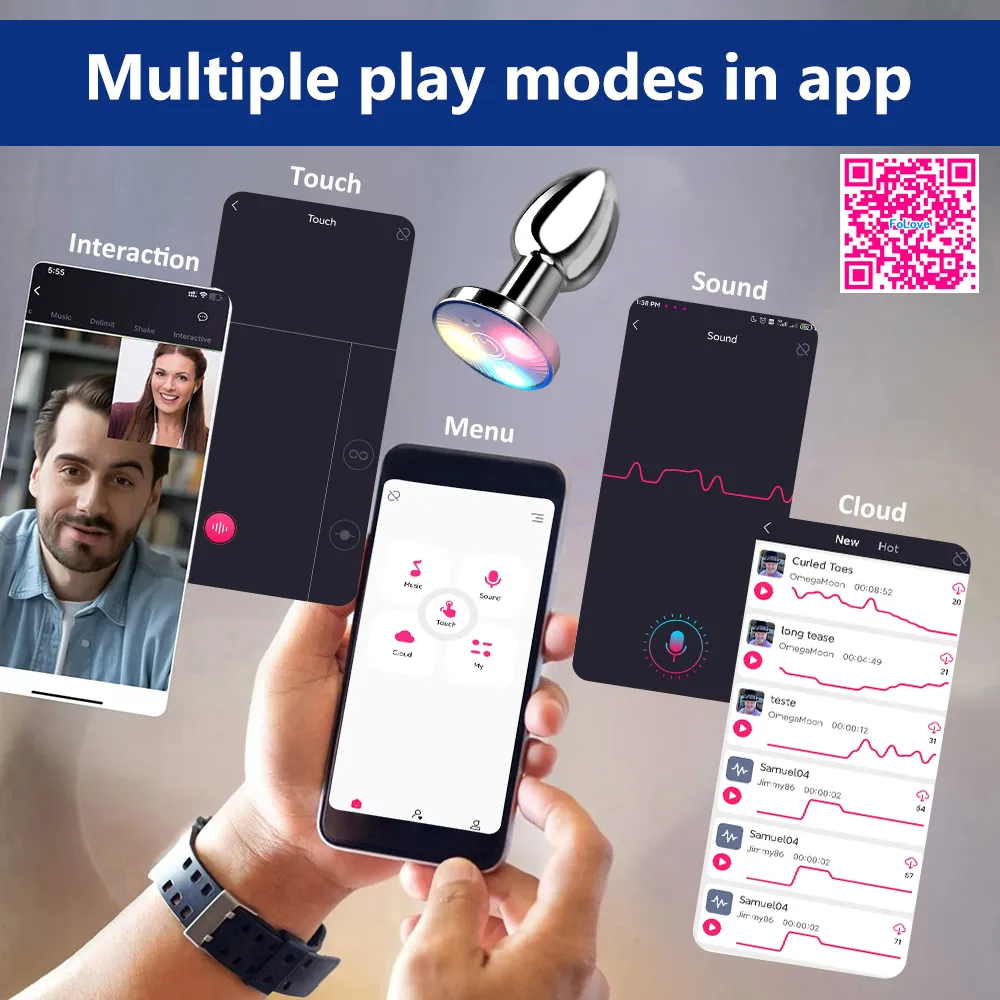 Multiple play modes in app
Touch
Touch
FoLove
Interaction
5:55
Music Delimit Shake Interactive
Sound
1:38 PM
Sound
Menu
Music
Sound
Touch
Cloud
My
Cloud
New Hot
Curled Toes
OmegaMoon 00:08:52
20
long tease
OmegaMoon 00:04:49
21
teste
OmegaMoon 00:00:12
31
Samuel04
Jimmy86 00:00:02
54
Samuel04
Jimmy86 00:00:02
57
Samuel04
Jimmy86 00:00:02
71